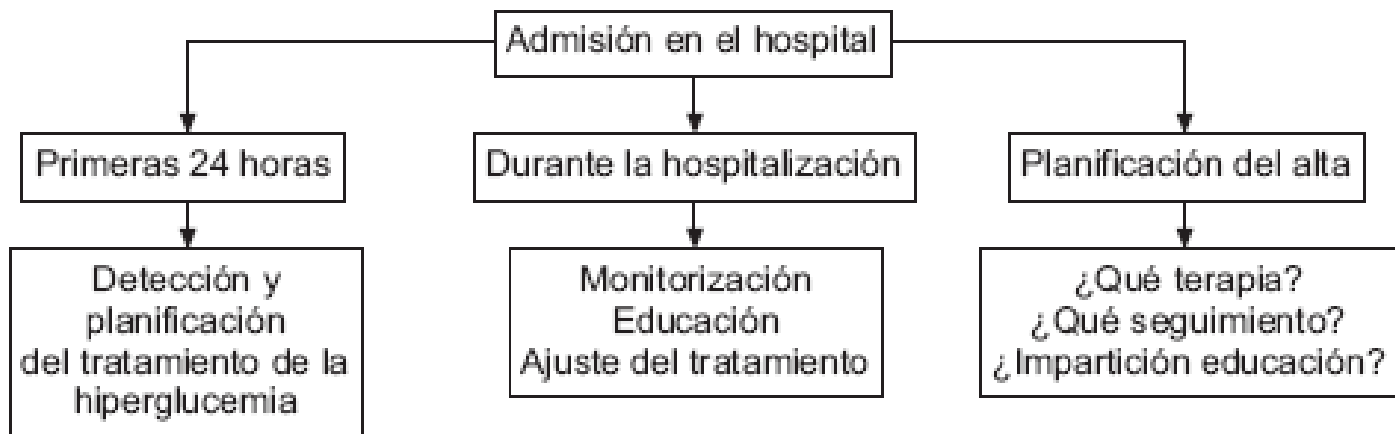 Admisión en el hospital
Primeras 24 horas
Durante la hospitalización
Planificación del alta
Detección y
planificación
del tratamiento de la
hiperglucemia
Monitorización
Educación
Ajuste del tratamiento
¿Qué terapia?
¿Qué seguimiento?
¿Impartición educación?